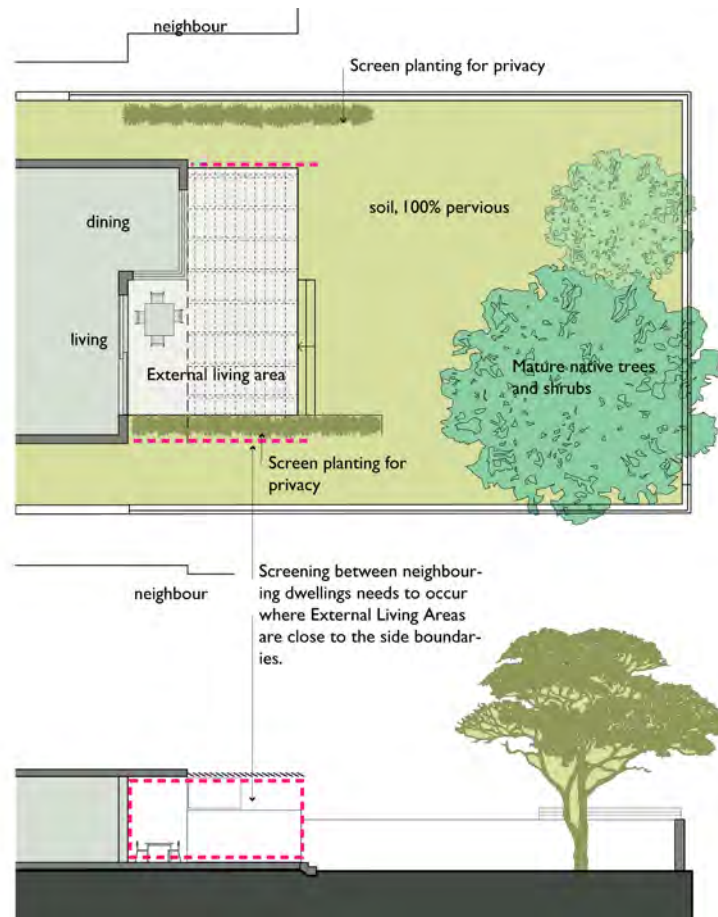 neighbour
Screen planting for privacy
soil, 100% pervious
dining
living
External living area
Mature native trees
and shrubs
Screen planting for
privacy
Screening between neighbour-
ing dwellings needs to occur
where External Living Areas
are close to the side boundar-
ies.
neighbour